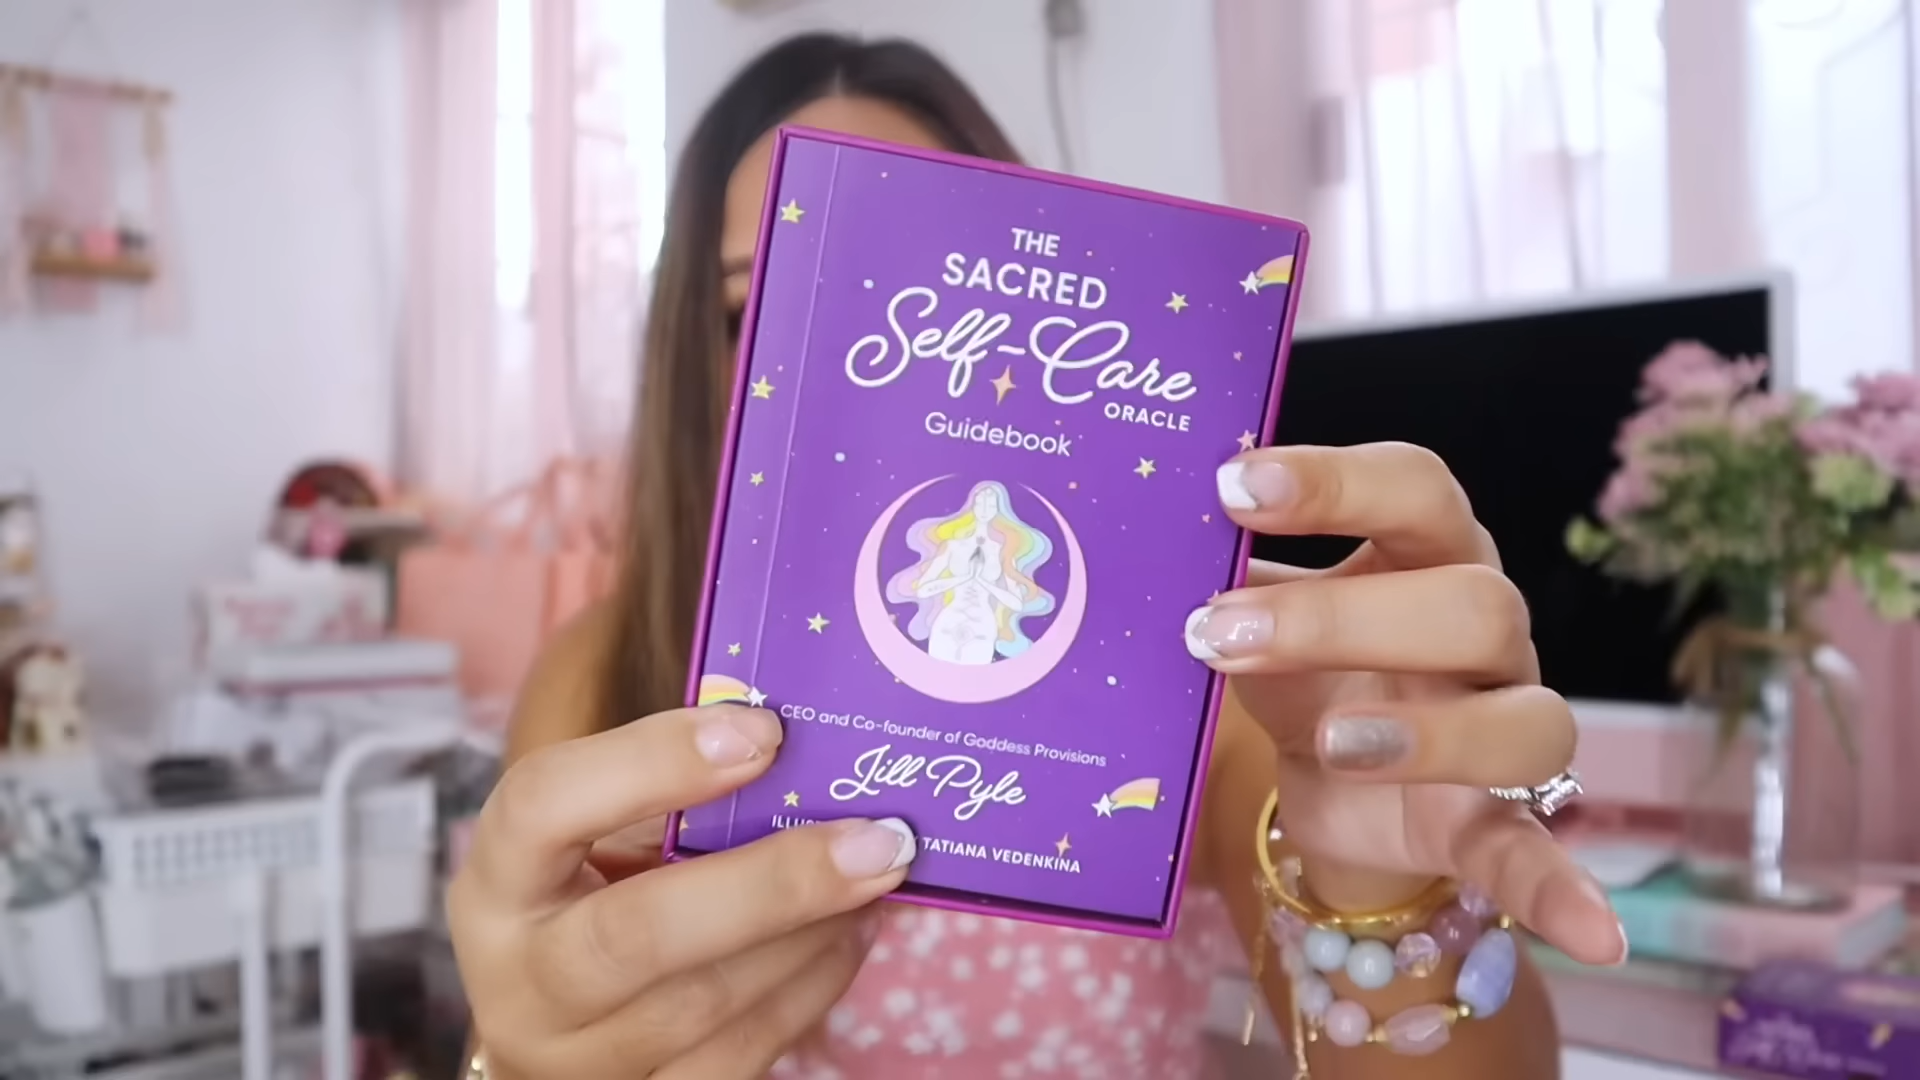 THE
SACRED
Self-Care
ORACLE
Guidebook
CEO and Co-founder of Goddess Provisions
Jill Pyle
TATIANA VEDENKINA